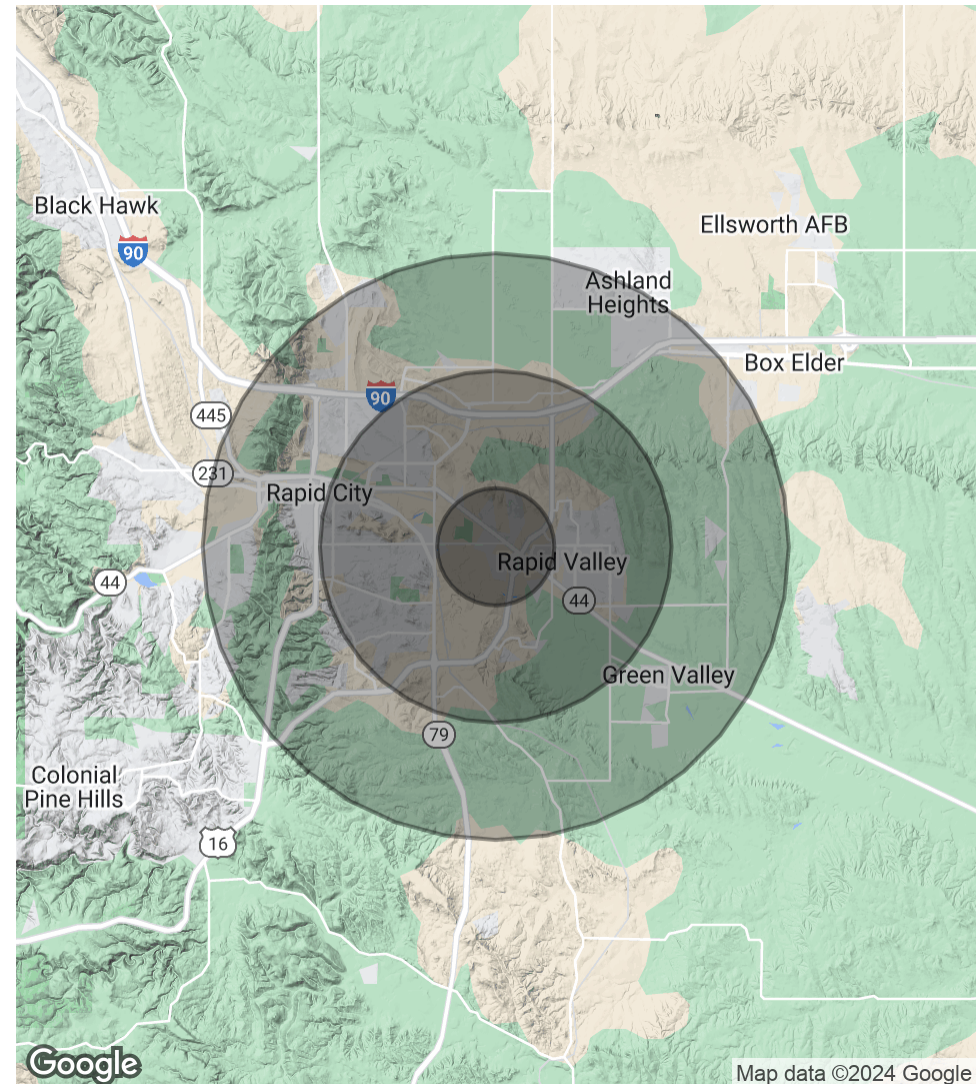 Black Hawk
Ellsworth AFB
90
Ashland
Heights
Box Elder
90
445
231
Rapid City
Rapid Valley
44
44
Green Valley
79
Colonial
Pine Hills
16
Google
Map data ©2024 Google